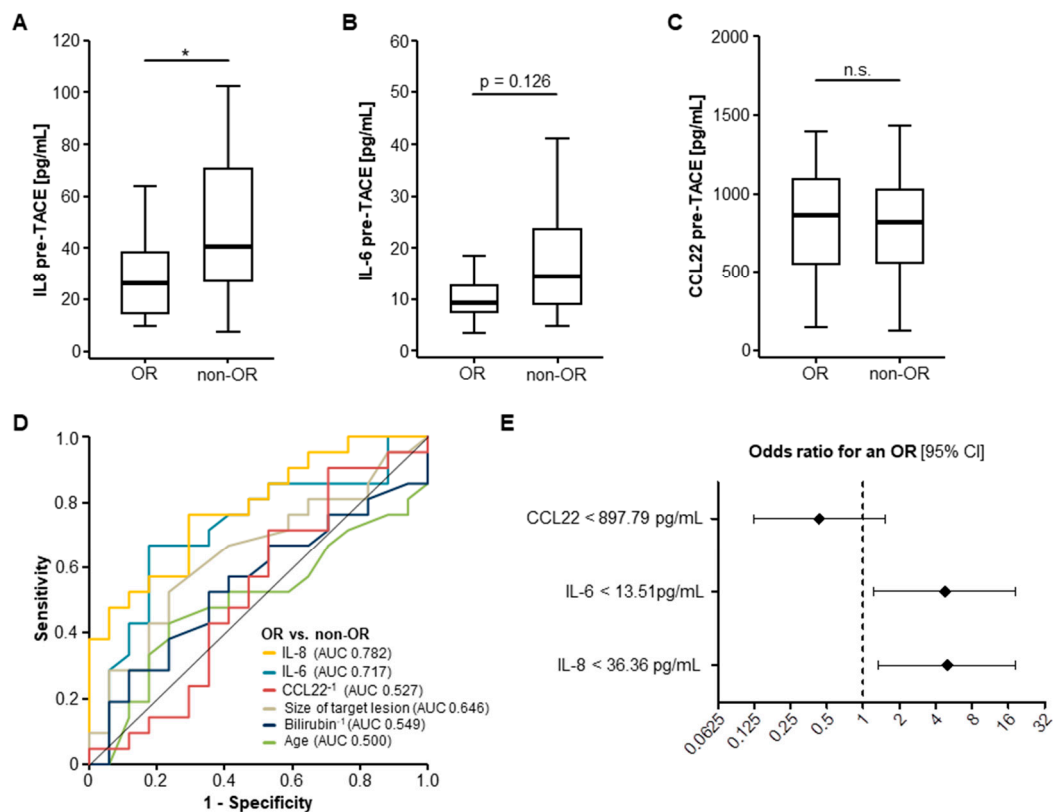 A
IL8 pre-TACE [pg/mL]
120
100
80
60
40
20
0
*
OR
non-OR
B
IL-6 pre-TACE [pg/mL]
60
50
40
30
20
10
0
p = 0.126
OR
non-OR
C
CCL22 pre-TACE [pg/mL]
2000
1500
1000
500
0
n.s.
OR
non-OR
D
Sensitivity
1.0
0.8
0.6
0.4
0.2
0
OR vs. non-OR
IL-8 (AUC 0.782)
IL-6 (AUC 0.717)
CCL22⁻¹ (AUC 0.527)
Size of target lesion (AUC 0.646)
Bilirubin⁻¹ (AUC 0.549)
Age (AUC 0.500)
0 0.2 0.4 0.6 0.8 1.0
1 - Specificity
E
Odds ratio for an OR [95% CI]
CCL22 < 897.79 pg/mL
IL-6 < 13.51pg/mL
IL-8 < 36.36 pg/mL
0.0625 0.125 0.25 0.5 1 2 4 8 16 32